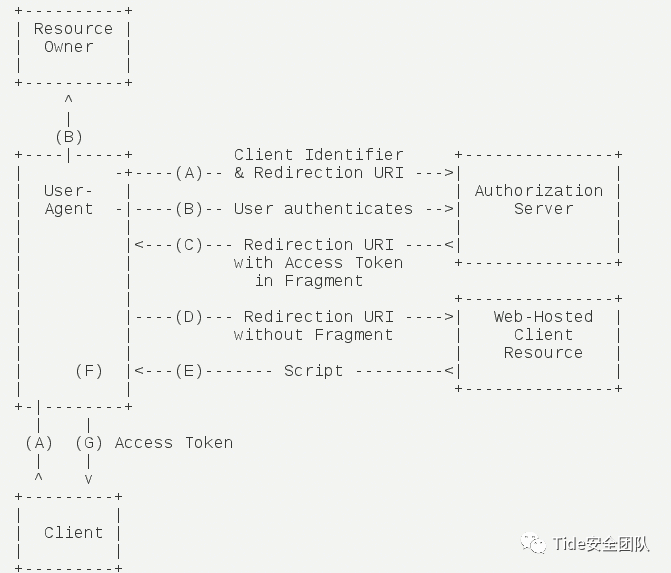 +----------+
| Resource |
|  Owner   |
|          |
+----------+
     ^
     |
    (B)
+----|-----+          Client Identifier     +---------------+
|         -+----(A)-- & Redirection URI --->|               |
|  User-   |                                | Authorization |
|  Agent  -|----(B)-- User authenticates -->|     Server    |
|          |                                |               |
|          |<---(C)--- Redirection URI ----<|               |
|          |          with Access Token     +---------------+
|          |            in Fragment
|          |                                +---------------+
|          |----(D)--- Redirection URI ---->|   Web-Hosted  |
|          |          without Fragment      |     Client    |
|          |                                |    Resource   |
|     (F)  |<---(E)------- Script ---------<|               |
|          |                                +---------------+
+-|--------+
  |    |
 (A)  (G) Access Token
  |    |
  ^    v
+---------+
|         |
|  Client |
|         |
+---------+
Tide安全团队